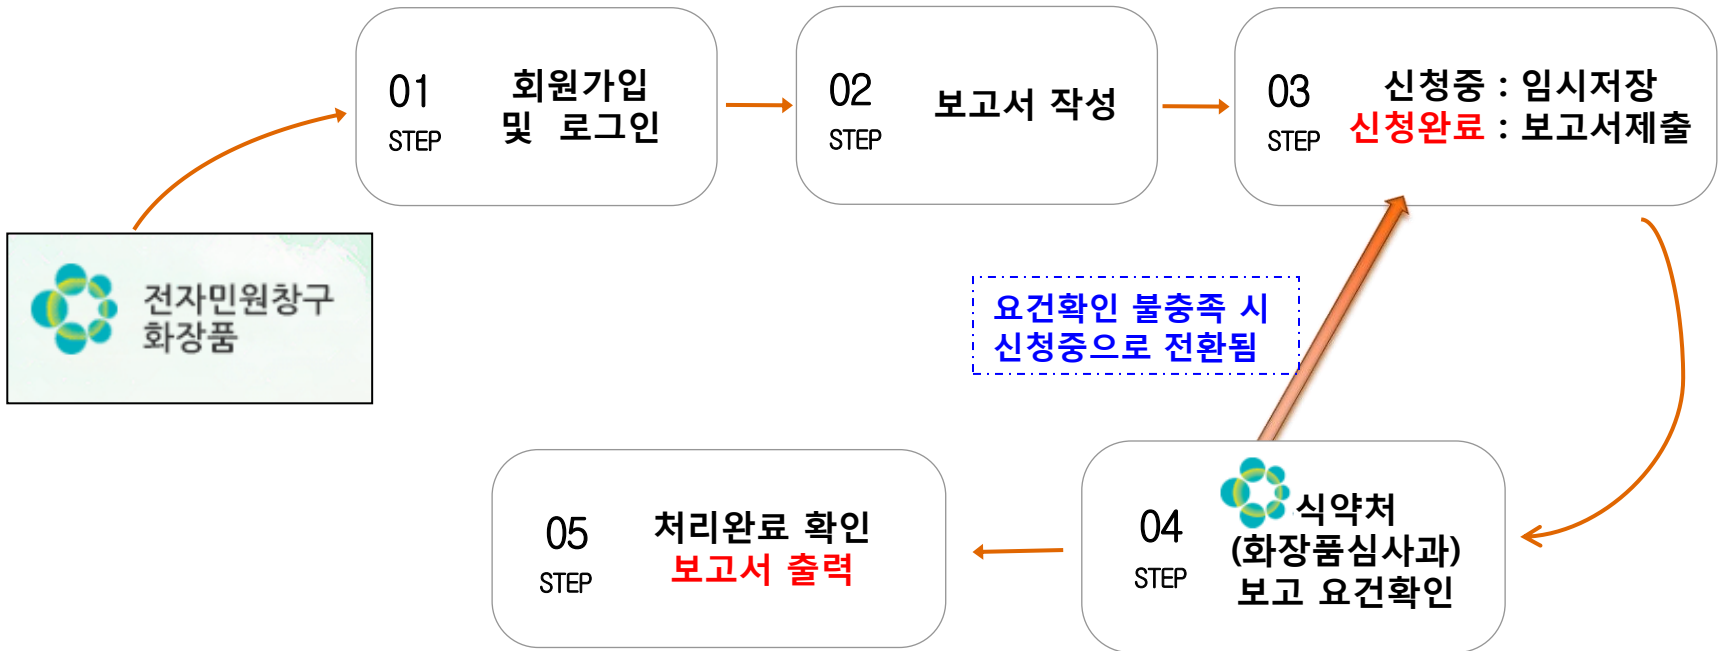 전자민원창구
화장품
01
STEP
회원가입
및 로그인
02
STEP
보고서 작성
03
STEP
신청중 : 임시저장
신청완료 : 보고서제출
요건확인 불충족 시
신청중으로 전환됨
04
STEP
식약처
(화장품심사과)
보고 요건확인
05
STEP
처리완료 확인
보고서 출력